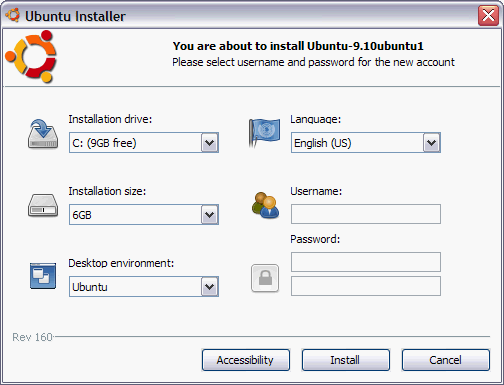 Ubuntu Installer
You are about to install Ubuntu-9.10ubuntu1
Please select username and password for the new account
Installation drive:
C: (9GB free)
Language:
English (US)
Installation size:
6GB
Username:
Password:
Desktop environment:
Ubuntu
Rev 160
Accessibility
Install
Cancel